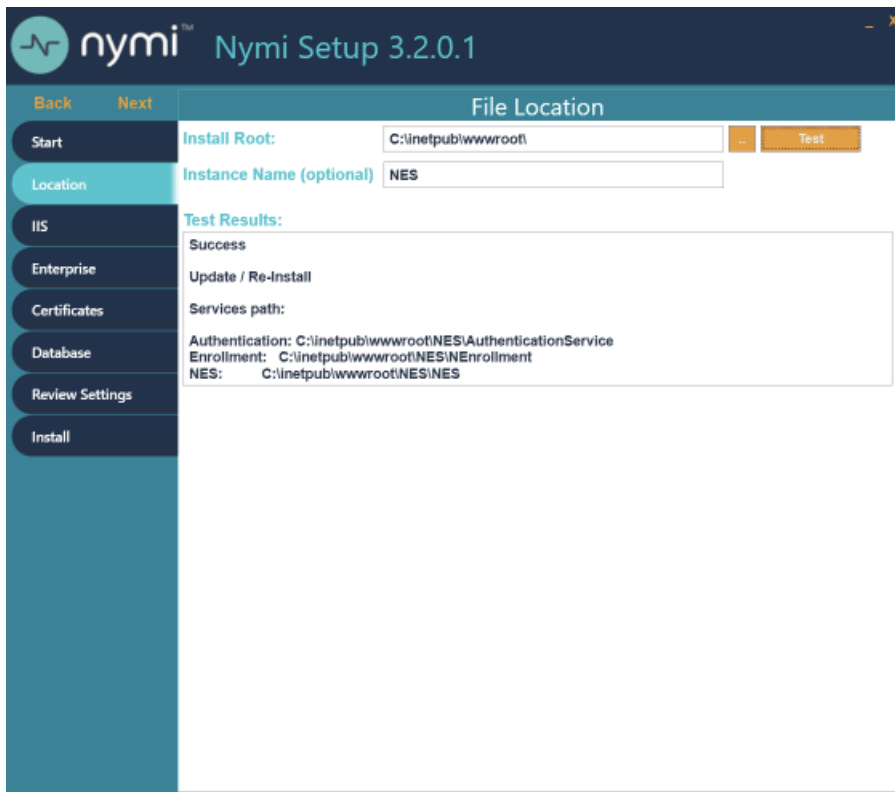 nymi™ Nymi Setup 3.2.0.1
_ X
Back Next
File Location
Start
Location
IIS
Enterprise
Certificates
Database
Review Settings
Install
Install Root: C:\inetpub\wwwroot\ .. Test
Instance Name (optional) NES
Test Results:
Success
Update / Re-Install
Services path:
Authentication: C:\inetpub\wwwroot\NES\AuthenticationService
Enrollment: C:\inetpub\wwwroot\NES\NEnrollment
NES: C:\inetpub\wwwroot\NES\NES